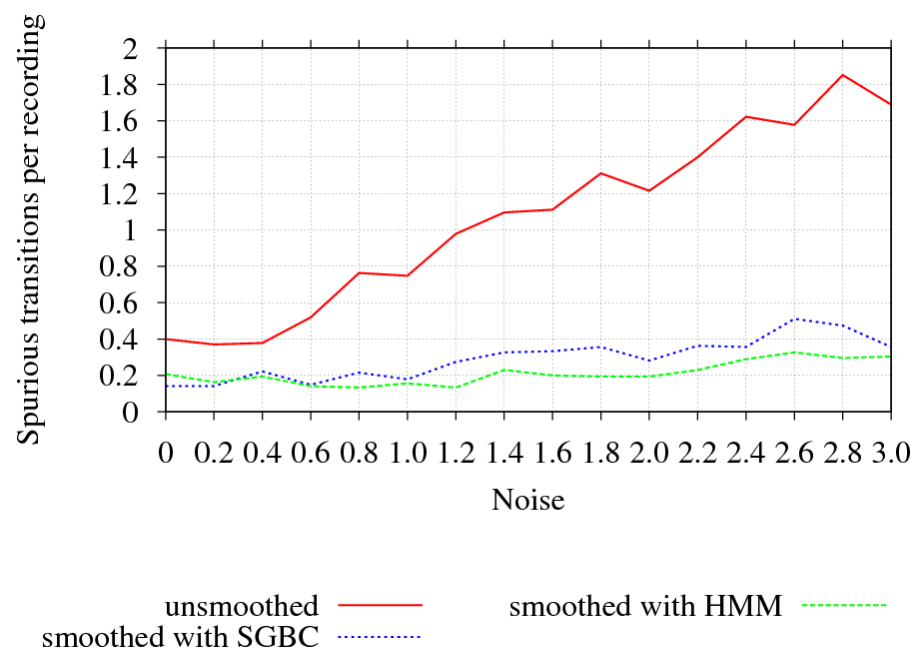 Spurious transitions per recording
2
1.8
1.6
1.4
1.2
1
0.8
0.6
0.4
0.2
0
0 0.2 0.4 0.6 0.8 1.0 1.2 1.4 1.6 1.8 2.0 2.2 2.4 2.6 2.8 3.0
Noise
unsmoothed smoothed with HMM
smoothed with SGBC